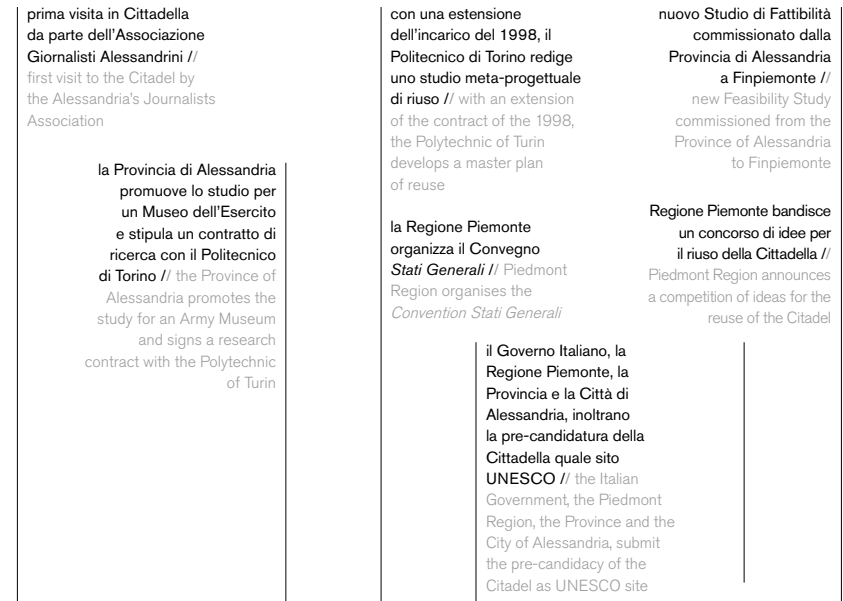 prima visita in Cittadella
da parte dell'Associazione
Giornalisti Alessandrini //
first visit to the Citadel by
the Alessandria's Journalists
Association
la Provincia di Alessandria
promuove lo studio per
un Museo dell'Esercito
e stipula un contratto di
ricerca con il Politecnico
di Torino // the Province of
Alessandria promotes the
study for an Army Museum
and signs a research
contract with the Polytechnic
of Turin
con una estensione
dell'incarico del 1998, il
Politecnico di Torino redige
uno studio meta-progettuale
di riuso // with an extension
of the contract of the 1998,
the Polytechnic of Turin
develops a master plan
of reuse
la Regione Piemonte
organizza il Convegno
Stati Generali // Piedmont
Region organises the
Convention Stati Generali
il Governo Italiano, la
Regione Piemonte, la
Provincia e la Città di
Alessandria, inoltrano
la pre-candidatura della
Cittadella quale sito
UNESCO // the Italian
Government, the Piedmont
Region, the Province and the
City of Alessandria, submit
the pre-candidacy of the
Citadel as UNESCO site
nuovo Studio di Fattibilità
commissionato dalla
Provincia di Alessandria
a Finpiemonte //
new Feasibility Study
commissioned from the
Province of Alessandria
to Finpiemonte
Regione Piemonte bandisce
un concorso di idee per
il riuso della Cittadella //
Piedmont Region announces
a competition of ideas for the
reuse of the Citadel